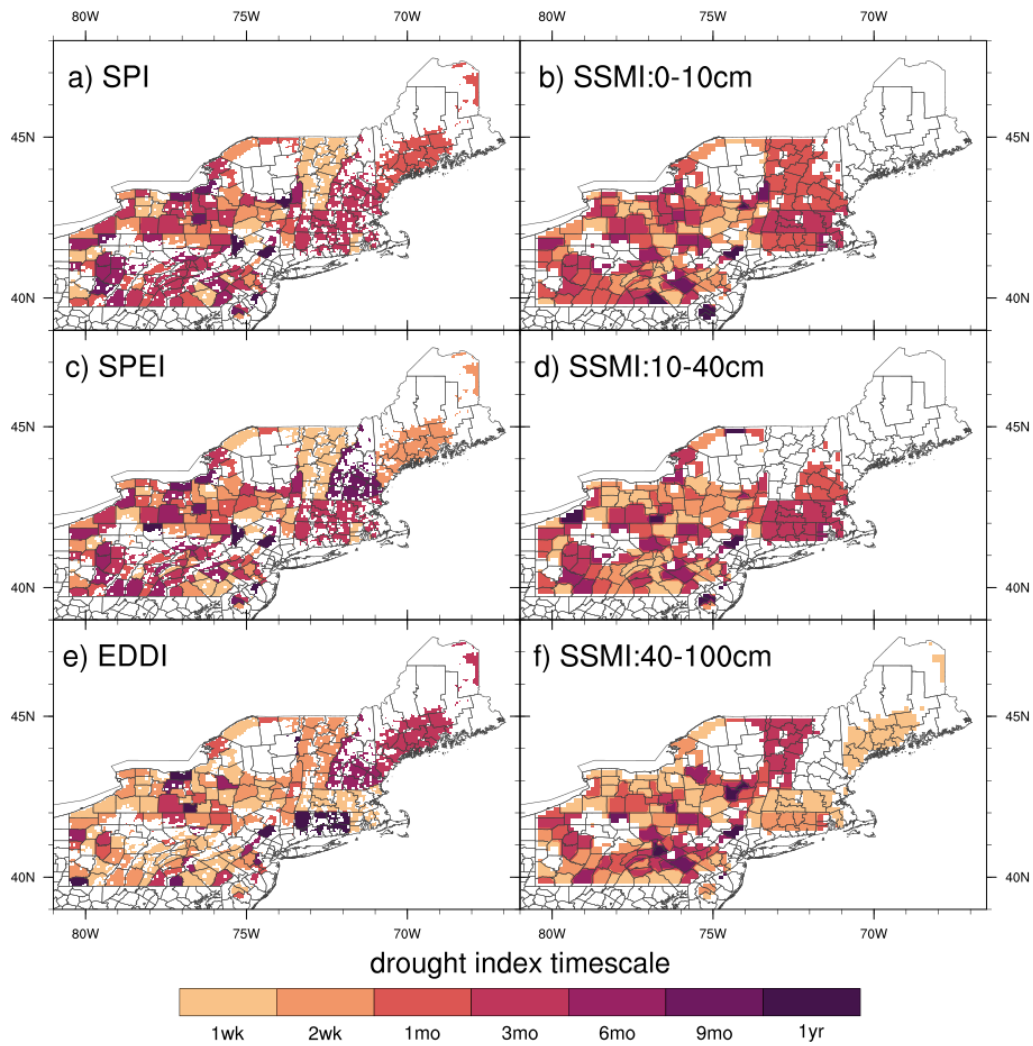 80W 75W 70W 80W 75W 70W
a) SPI b) SSMI:0-10cm
45N 45N
40N 40N
c) SPEI d) SSMI:10-40cm
45N 45N
40N 40N
e) EDDI f) SSMI:40-100cm
45N 45N
40N 40N
80W 75W 70W 80W 75W 70W
drought index timescale
1wk 2wk 1mo 3mo 6mo 9mo 1yr